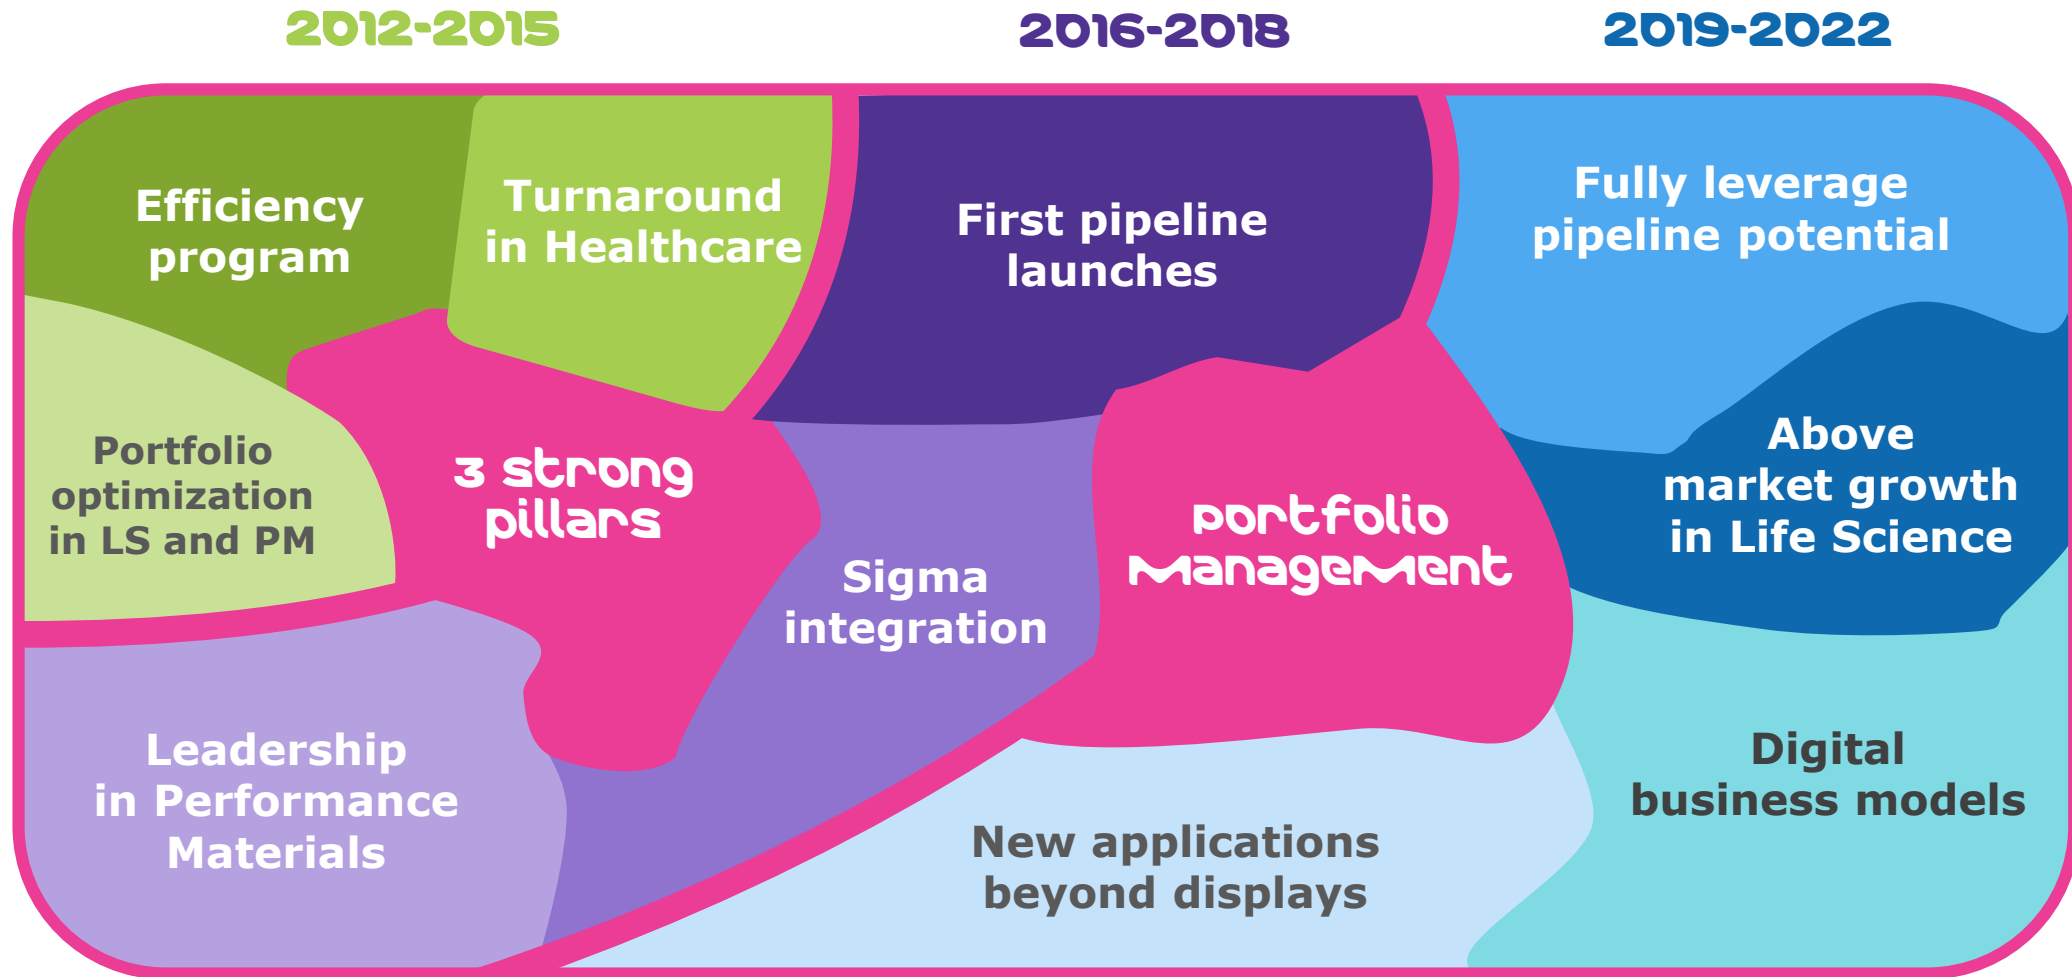 2012-2015
2016-2018
2019-2022
Efficiency
program
Turnaround
in Healthcare
First pipeline
launches
Fully leverage
pipeline potential
Portfolio
optimization
in LS and PM
3 strong
pillars
Sigma
integration
portfolio
management
Above
market growth
in Life Science
Leadership
in Performance
Materials
New applications
beyond displays
Digital
business models